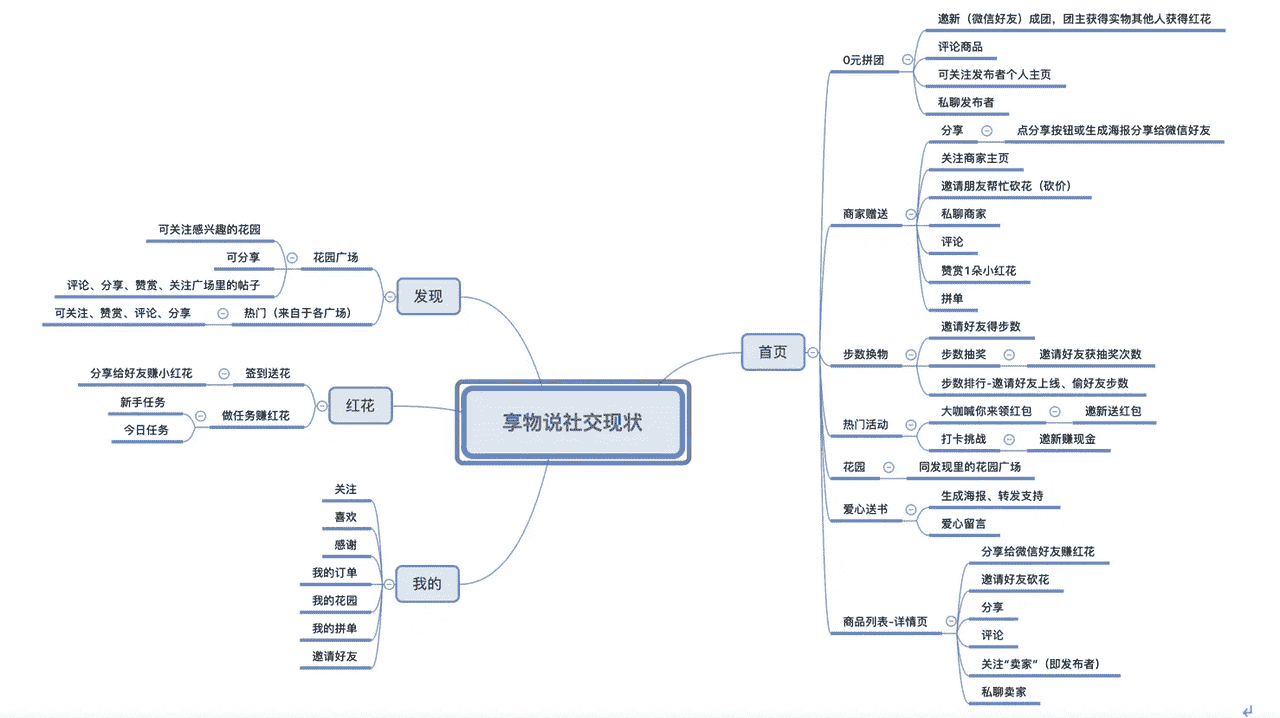 享物说社交现状
首页
0元拼团
邀新（微信好友）成团，团主获得实物其他人获得红花
评论商品
可关注发布者个人主页
私聊发布者
商家赠送
分享
点分享按钮或生成海报分享给微信好友
关注商家主页
邀请朋友帮忙砍花（砍价）
私聊商家
评论
赞赏1朵小红花
拼单
步数换物
邀请好友得步数
步数抽奖
邀请好友获抽奖次数
步数排行-邀请好友上线、偷好友步数
热门活动
大咖喊你来领红包
邀新送红包
打卡挑战
邀新赚现金
花园
同发现里的花园广场
爱心送书
生成海报、转发支持
爱心留言
商品列表-详情页
分享给微信好友赚红花
邀请好友砍花
分享
评论
关注“卖家”（即发布者）
私聊卖家
发现
花园广场
可关注感兴趣的花园
可分享
评论、分享、赞赏、关注广场里的帖子
热门（来自于各广场）
可关注、赞赏、评论、分享
红花
签到送花
分享给好友赚小红花
做任务赚红花
新手任务
今日任务
我的
关注
喜欢
感谢
我的订单
我的花园
我的拼单
邀请好友